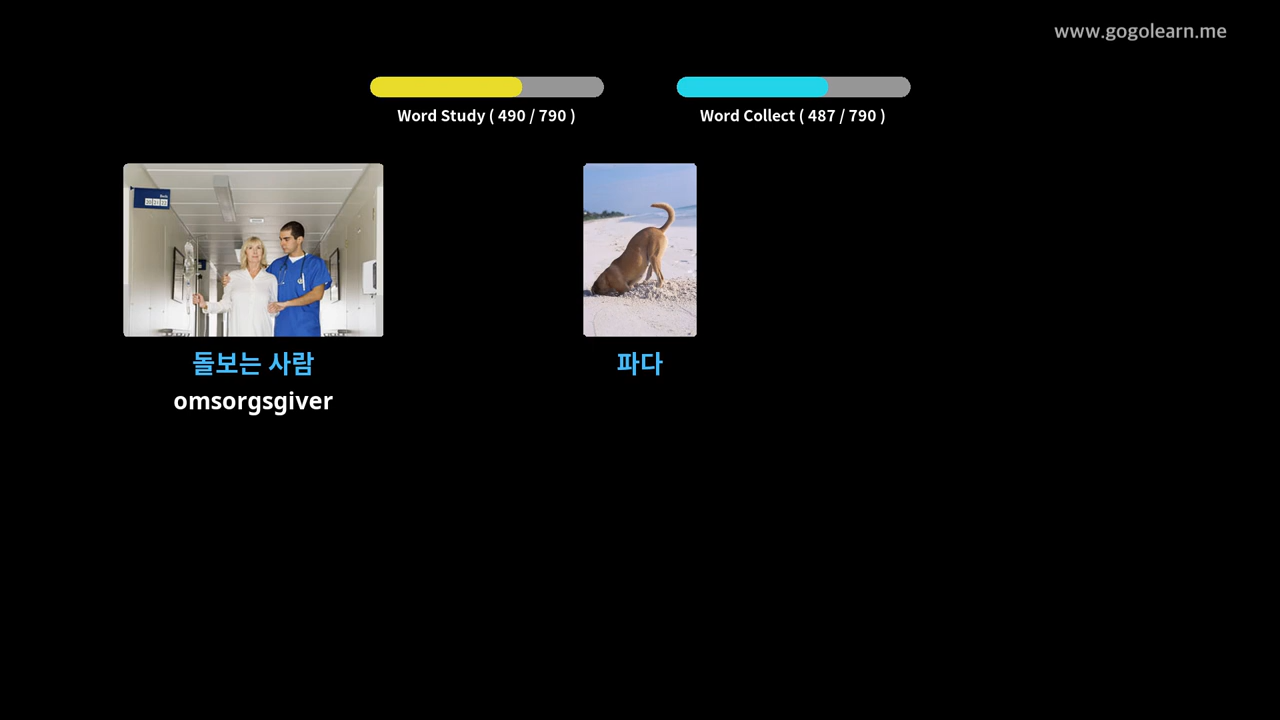 www.gogolearn.me
Word Study ( 490 / 790 )
Word Collect ( 487 / 790 )
돌보는 사람
omsorgsgiver
파다